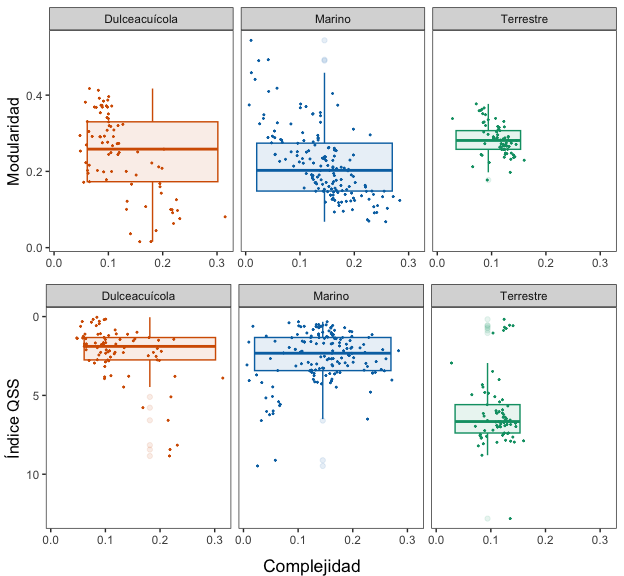 Dulceacuícola Marino Terrestre
Modularidad
0.4
0.2
0.0
0.0 0.1 0.2 0.3 0.0 0.1 0.2 0.3 0.0 0.1 0.2 0.3
Dulceacuícola Marino Terrestre
Índice QSS
0
5
10
0.0 0.1 0.2 0.3 0.0 0.1 0.2 0.3 0.0 0.1 0.2 0.3
Complejidad